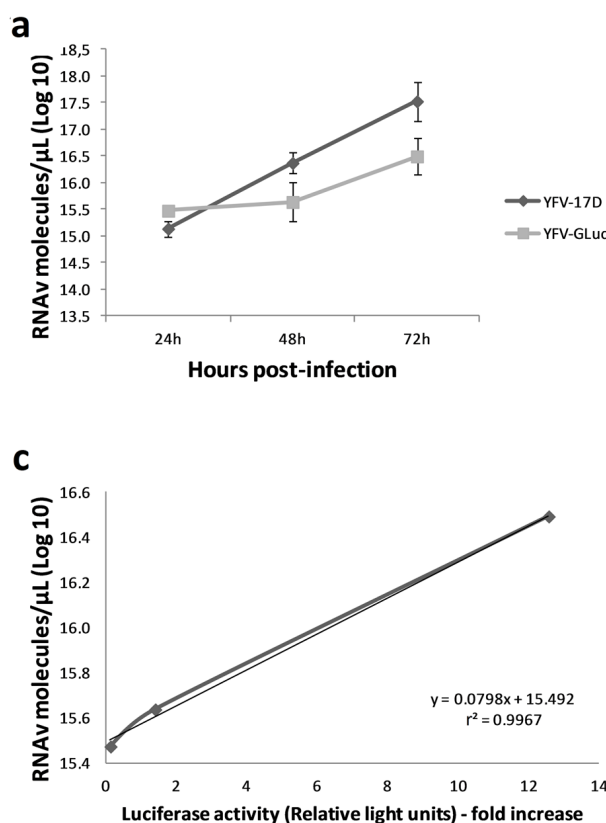 a
RNAv molecules/µL (Log 10)
18,5
18.0
17.5
17.0
16.5
16.0
15.5
15.0
14.5
14.0
13.5
24h 48h 72h
Hours post-infection
YFV-17D
YFV-GLuc
c
RNAv molecules/µL (Log 10)
16.6
16.4
16.2
16.0
15.8
15.6
15.4
0 2 4 6 8 10 12 14
y = 0.0798x + 15.492
r² = 0.9967
Luciferase activity (Relative light units) - fold increase